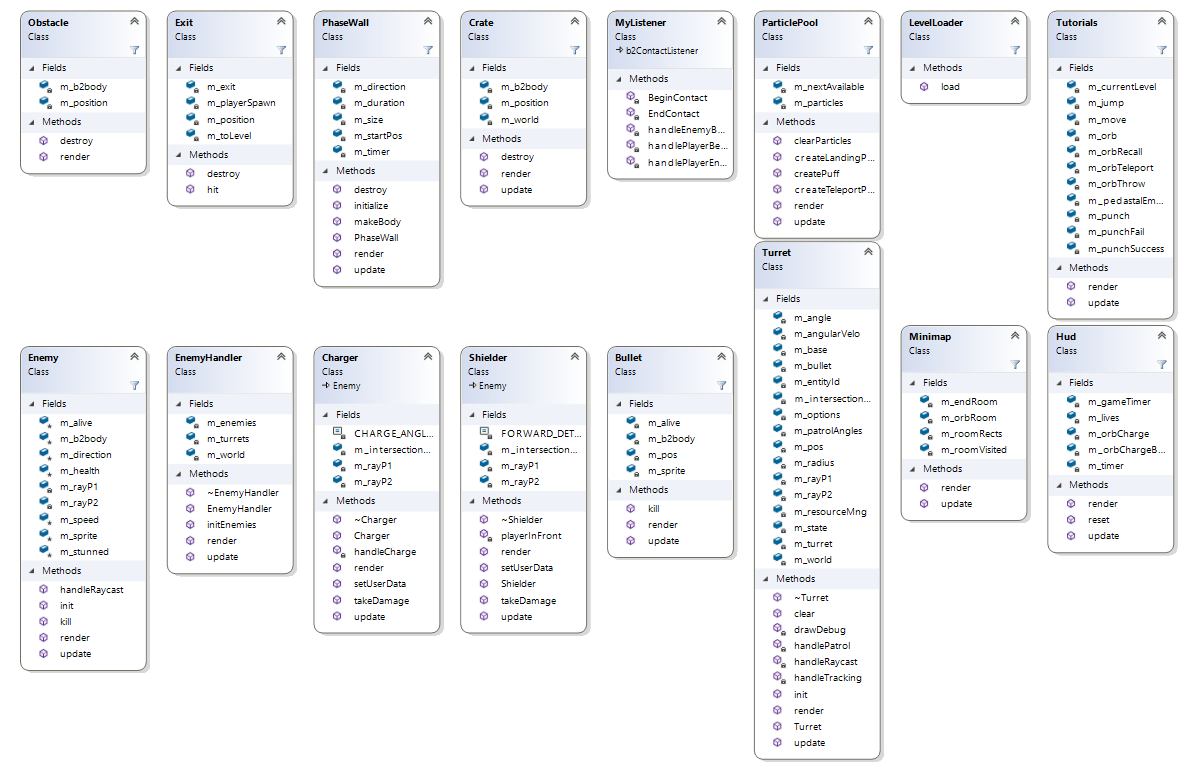 Obstacle
Class
Fields
m_b2body
m_position
Methods
destroy
render
Exit
Class
Fields
m_exit
m_playerSpawn
m_position
m_toLevel
Methods
destroy
hit
PhaseWall
Class
Fields
m_direction
m_duration
m_size
m_startPos
m_timer
Methods
destroy
initialize
makeBody
PhaseWall
render
update
Crate
Class
Fields
m_b2body
m_position
m_world
Methods
destroy
render
update
MyListener
Class
b2ContactListener
Methods
BeginContact
EndContact
handleEnemyB...
handlePlayerBe...
handlePlayerEn...
ParticlePool
Class
Fields
m_nextAvailable
m_particles
Methods
clearParticles
createLandingP...
createPuff
createTeleportP...
render
update
LevelLoader
Class
Methods
load
Tutorials
Class
Fields
m_currentLevel
m_jump
m_move
m_orb
m_orbRecall
m_orbTeleport
m_orbThrow
m_pedastalEm...
m_punch
m_punchFail
m_punchSuccess
Methods
render
update
Enemy
Class
Fields
m_alive
m_b2body
m_direction
m_health
m_rayP1
m_rayP2
m_speed
m_sprite
m_stunned
Methods
handleRaycast
init
kill
render
update
EnemyHandler
Class
Fields
m_enemies
m_turrets
m_world
Methods
~EnemyHandler
EnemyHandler
initEnemies
render
update
Charger
Class
Enemy
Fields
CHARGE_ANGL...
m_intersection...
m_rayP1
m_rayP2
Methods
~Charger
Charger
handleCharge
render
setUserData
takeDamage
update
Shielder
Class
Enemy
Fields
FORWARD_DET...
m_intersection...
m_rayP1
m_rayP2
Methods
~Shielder
playerInFront
render
setUserData
Shielder
takeDamage
update
Bullet
Class
Fields
m_alive
m_b2body
m_pos
m_sprite
Methods
kill
render
update
Turret
Class
Fields
m_angle
m_angularVelo
m_base
m_bullet
m_entityId
m_intersection...
m_options
m_patrolAngles
m_pos
m_radius
m_rayP1
m_rayP2
m_resourceMng
m_state
m_turret
m_world
Methods
~Turret
clear
drawDebug
handlePatrol
handleRaycast
handleTracking
init
render
Turret
update
Minimap
Class
Fields
m_endRoom
m_orbRoom
m_roomRects
m_roomVisited
Methods
render
update
Hud
Class
Fields
m_gameTimer
m_lives
m_orbCharge
m_orbChargeB...
m_timer
Methods
render
reset
update